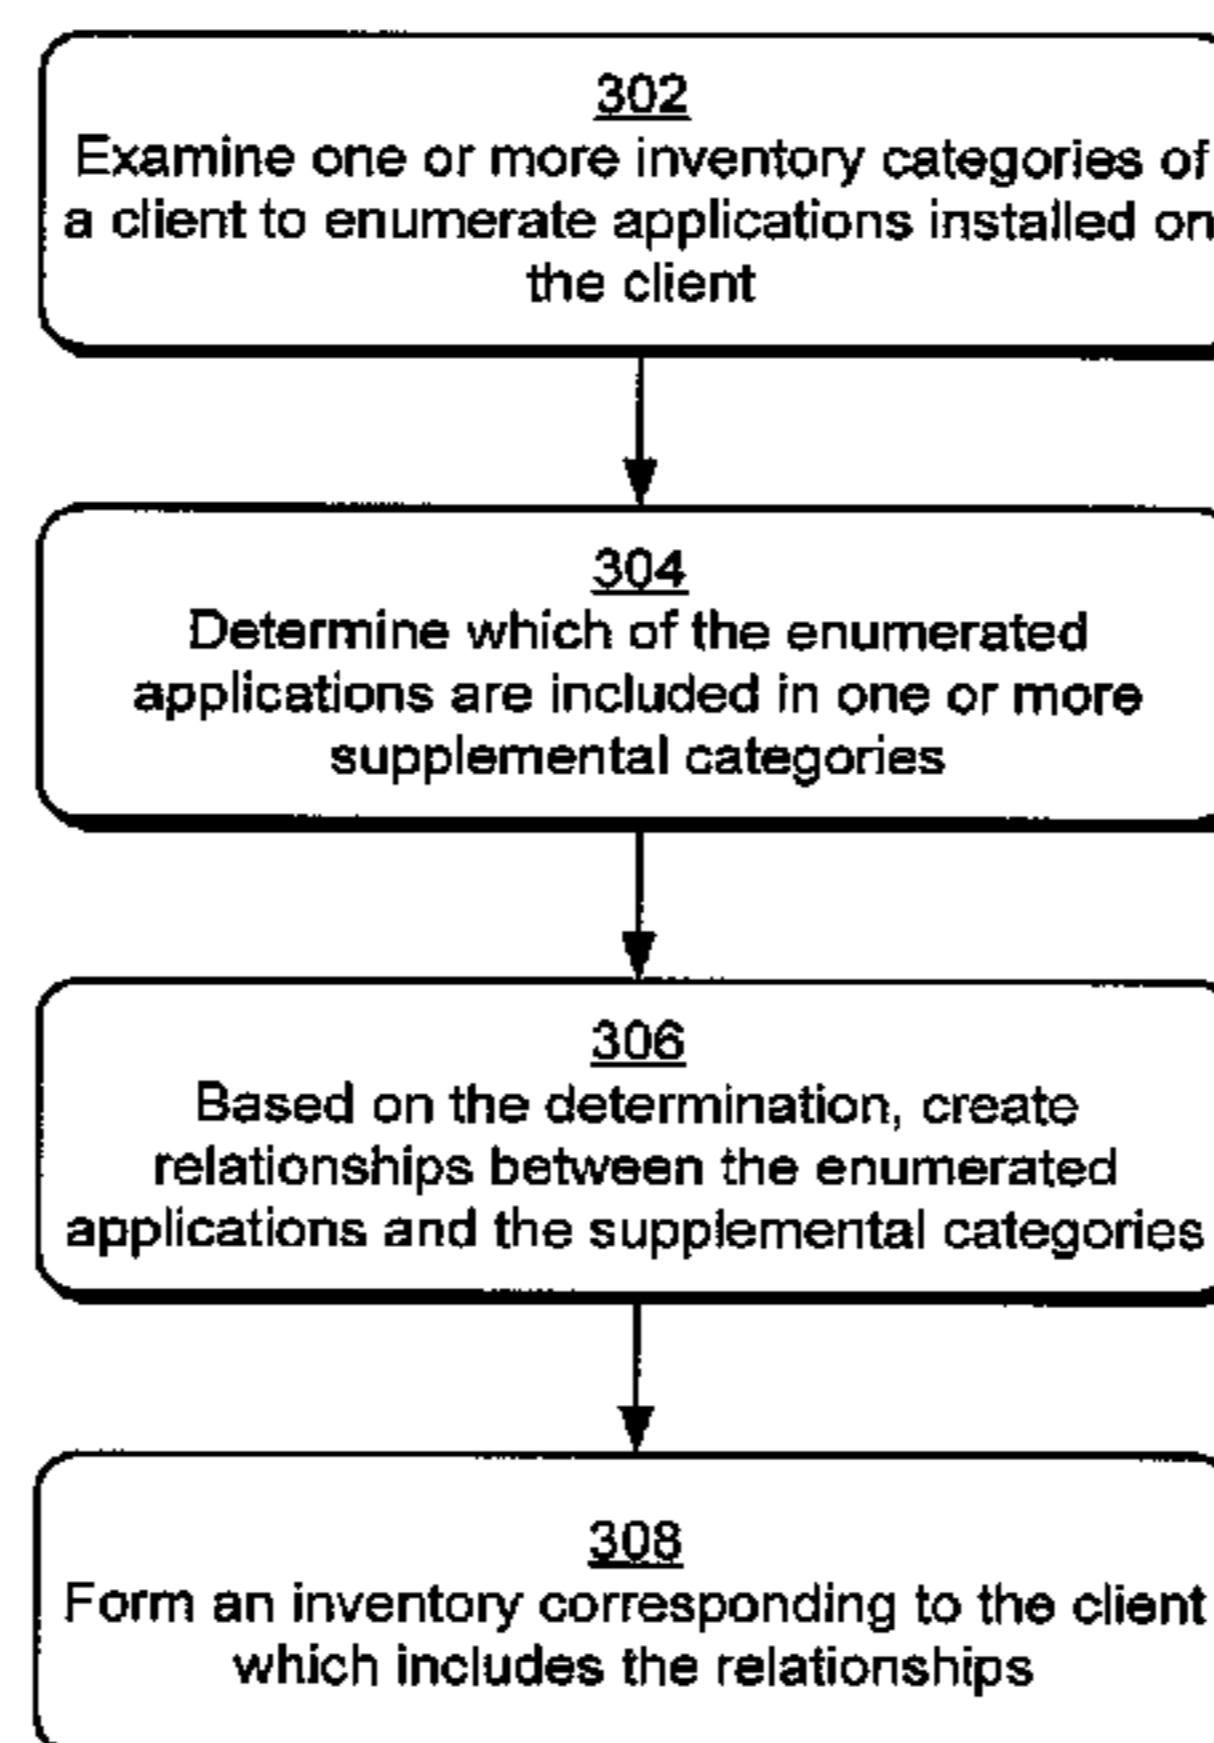 302
Examine one or more inventory categories of
a client to enumerate applications installed on
the client
304
Determine which of the enumerated
applications are included in one or more
supplemental categories
306
Based on the determination, create
relationships between the enumerated
applications and the supplemental categories
308
Form an inventory corresponding to the client
which includes the relationships